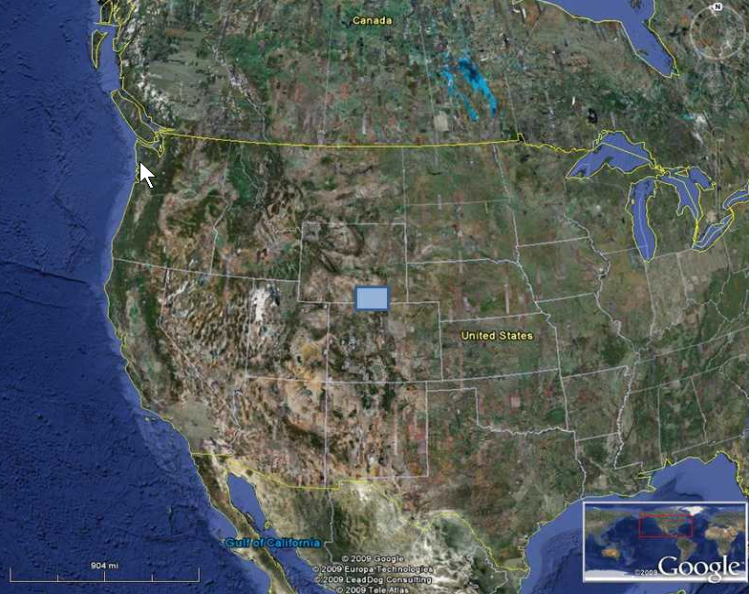 Canada
N
United States
Gulf of California
904 mi
© 2009 Google
© 2009 Europa Technologies
© 2009 LeadDog Consulting
© 2009 Tele Atlas
©2009 Google